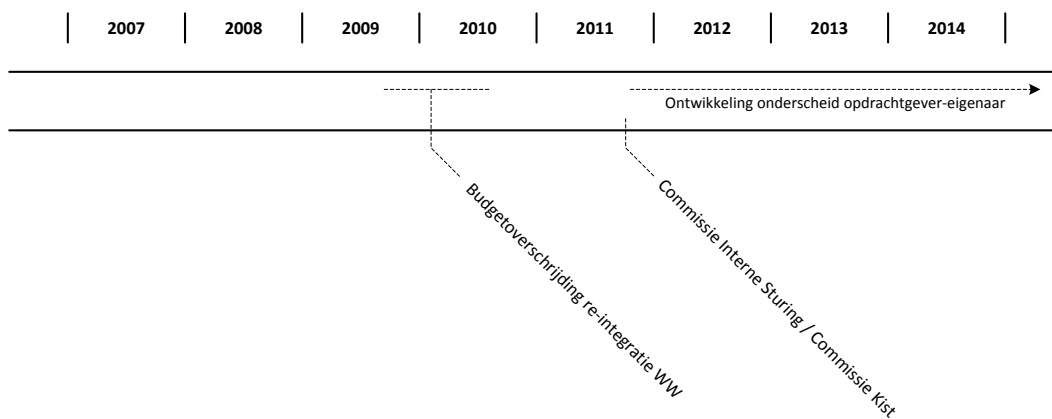 2007 2008 2009 2010 2011 2012 2013 2014
Ontwikkeling onderscheid opdrachtgever-eigenaar
Budgetoverschrijding re-integratie WW
Commissie Interne Sturing / Commissie Kist